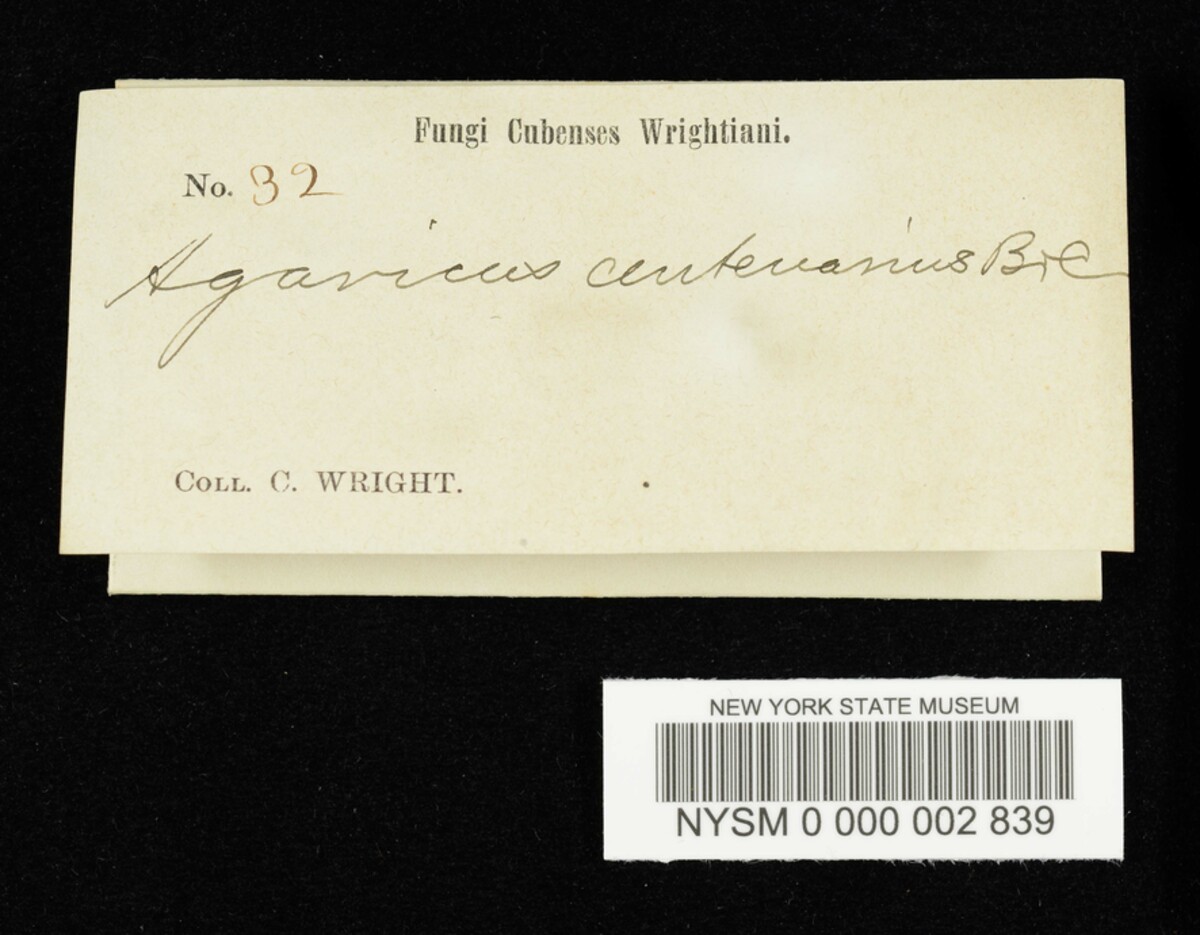 Fungi Cubenses Wrightiani.
No. 32
Agaricus centenarius B&C
COLL. C. WRIGHT.
NEW YORK STATE MUSEUM
NYSM 0 000 002 839